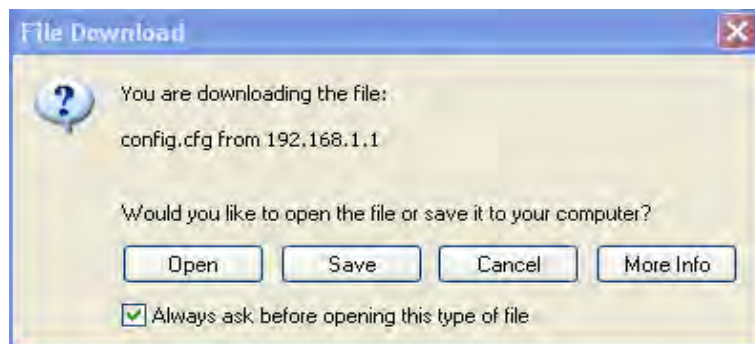 File Download
You are downloading the file:
config.cfg from 192.168.1.1
Would you like to open the file or save it to your computer?
Open Save Cancel More Info
Always ask before opening this type of file